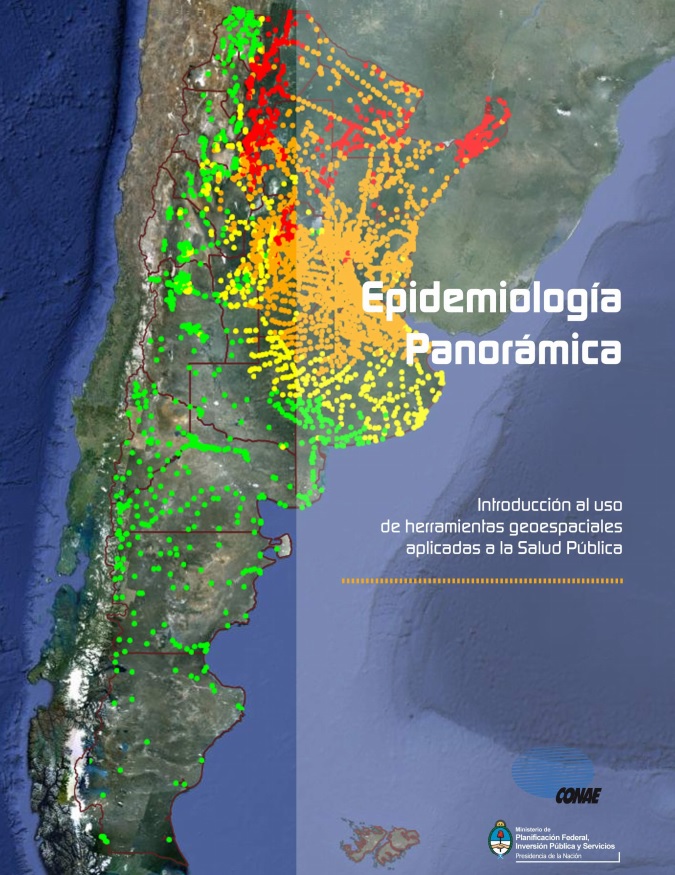 Epidemiología
Panorámica
Introducción al uso
de herramientas geoespaciales
aplicadas a la Salud Pública
CONAE
Ministerio de
Planificación Federal,
Inversión Pública y Servicios
Presidencia de la Nación